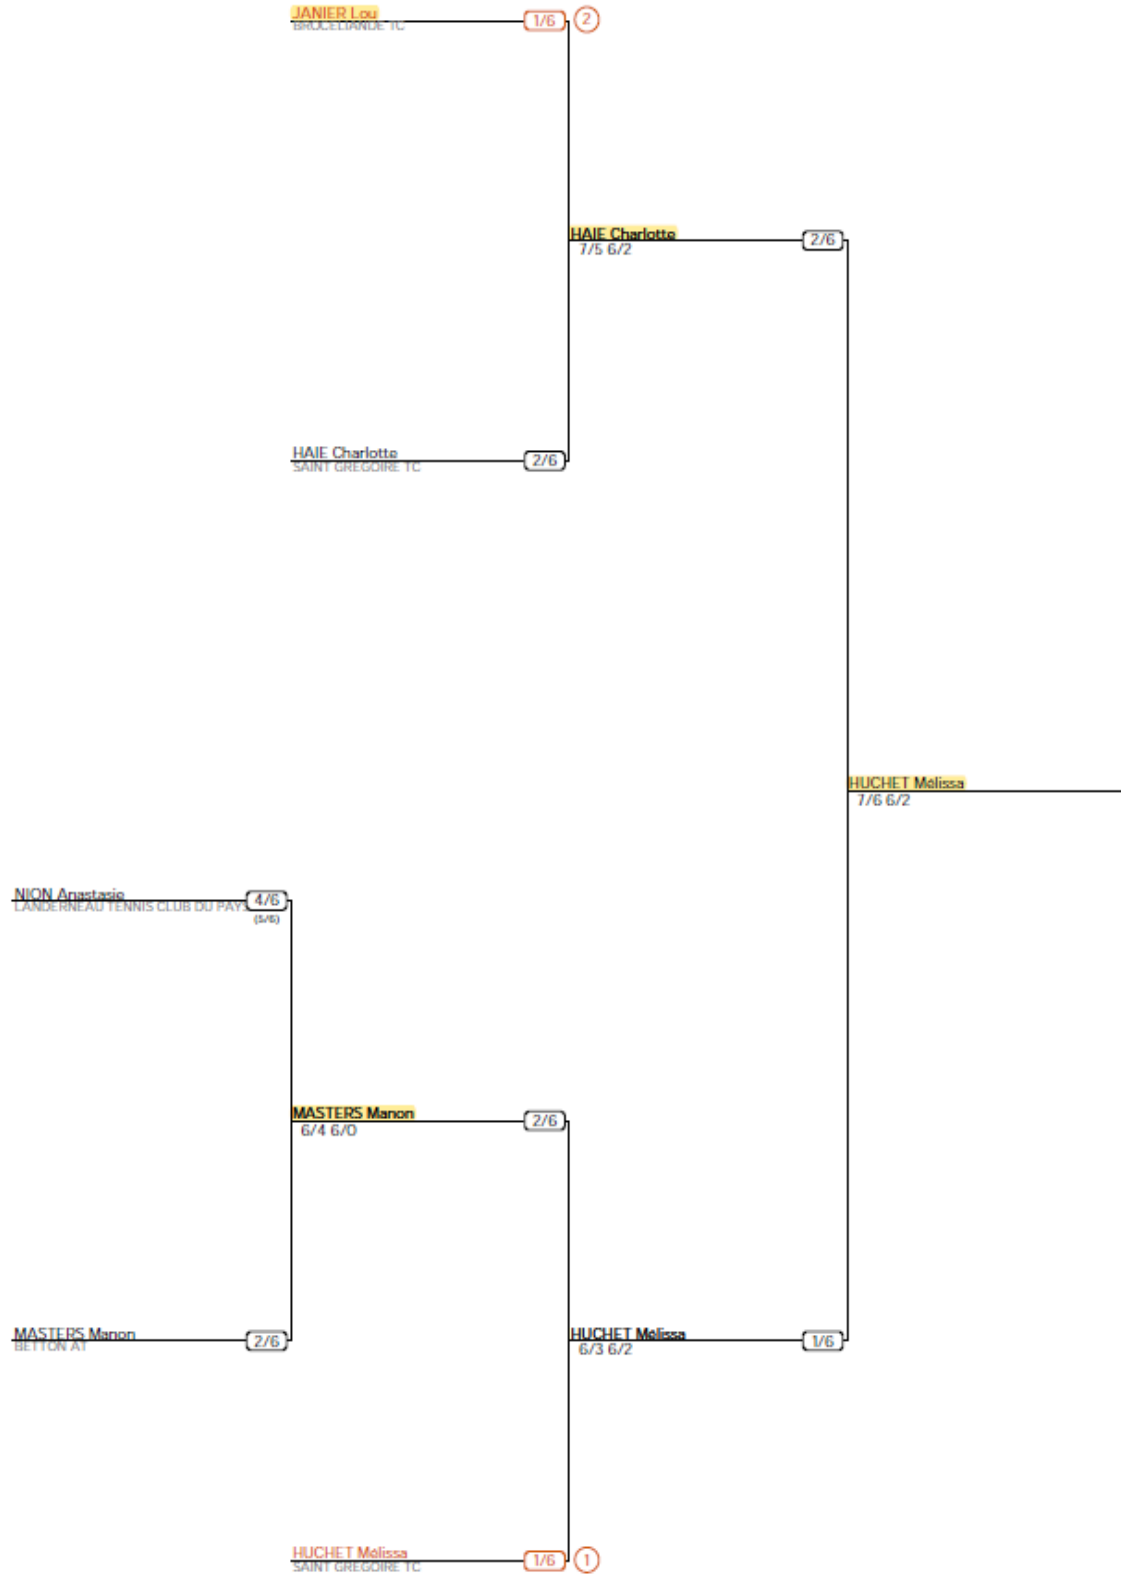 JANIER Lou
BROCELIANDE TC
1/6
2
HAIE Charlotte
7/5 6/2
2/6
HAIE Charlotte
SAINT GREGOIRE TC
2/6
HUCHET Mélissa
7/6 6/2
NION Anastasie
LANDERNEAU TENNIS CLUB DU PAYS
4/6
(5/6)
MASTERS Manon
6/4 6/0
2/6
MASTERS Manon
BETTON AT
2/6
HUCHET Mélissa
6/3 6/2
1/6
HUCHET Mélissa
SAINT GREGOIRE TC
1/6
1